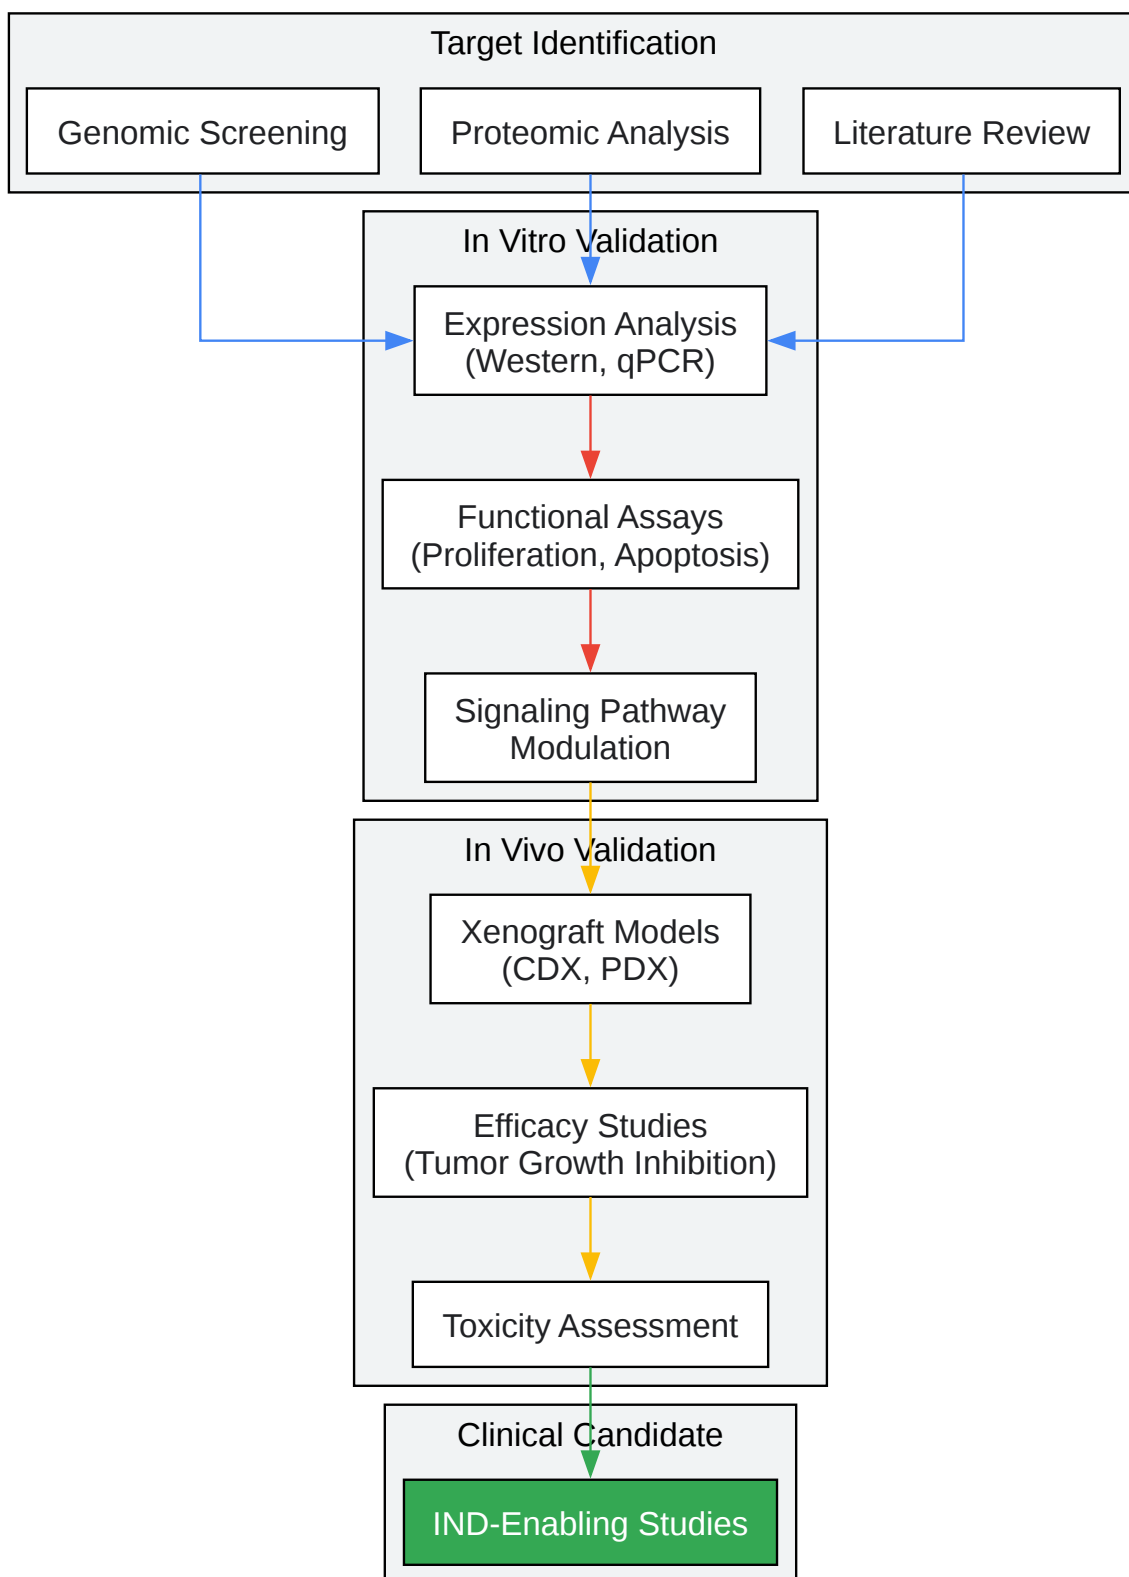 Target Identification
Genomic Screening
Proteomic Analysis
Literature Review
In Vitro Validation
Expression Analysis
(Western, qPCR)
Functional Assays
(Proliferation, Apoptosis)
Signaling Pathway
Modulation
In Vivo Validation
Xenograft Models
(CDX, PDX)
Efficacy Studies
(Tumor Growth Inhibition)
Toxicity Assessment
Clinical Candidate
IND-Enabling Studies